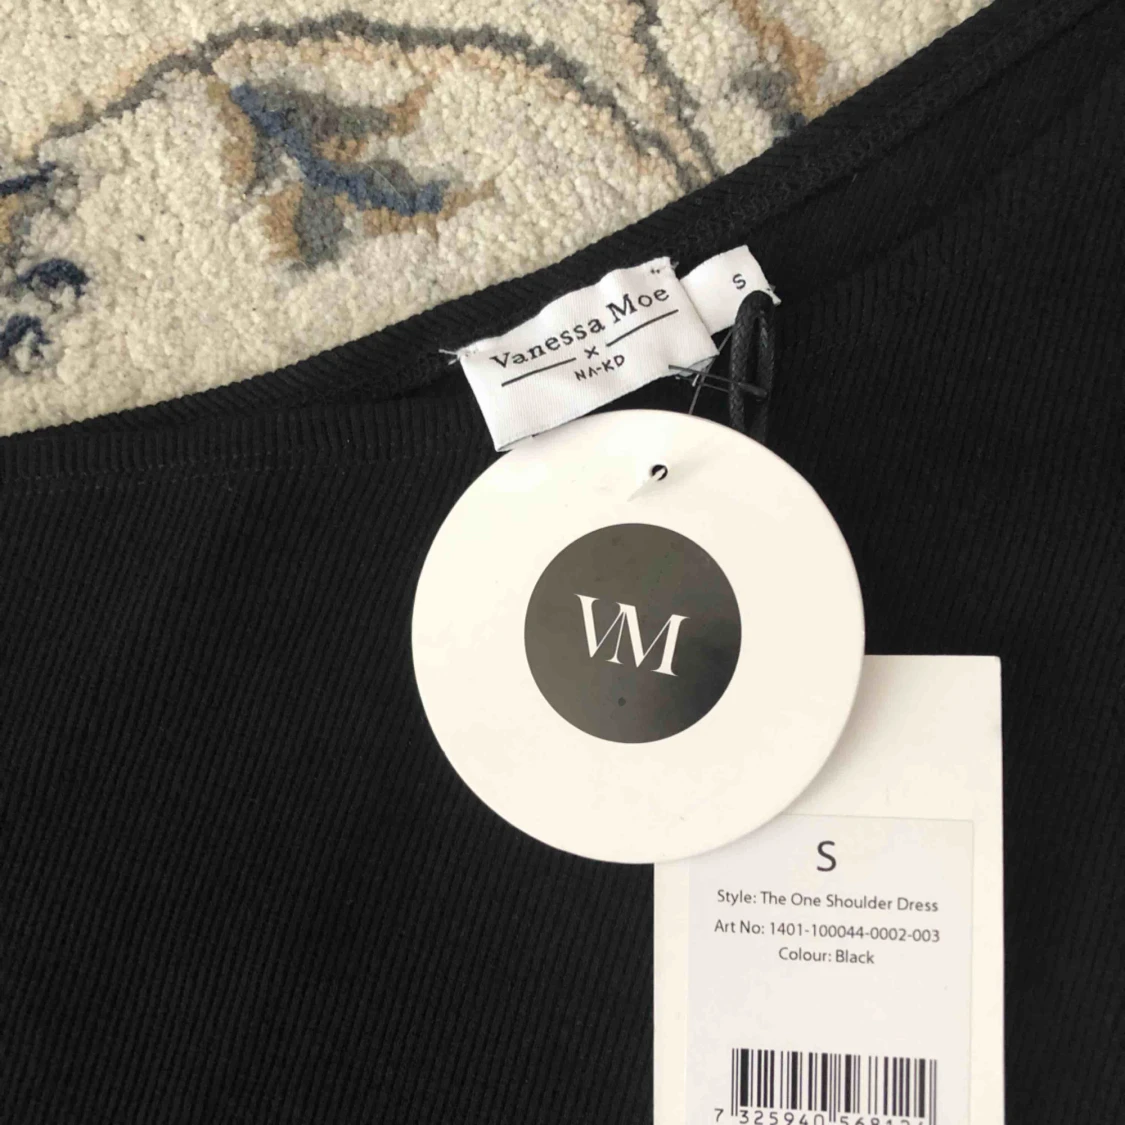 Vanessa Moe
x
NA-KD
S
VM
S
Style: The One Shoulder Dress
Art No: 1401-100044-0002-003
Colour: Black